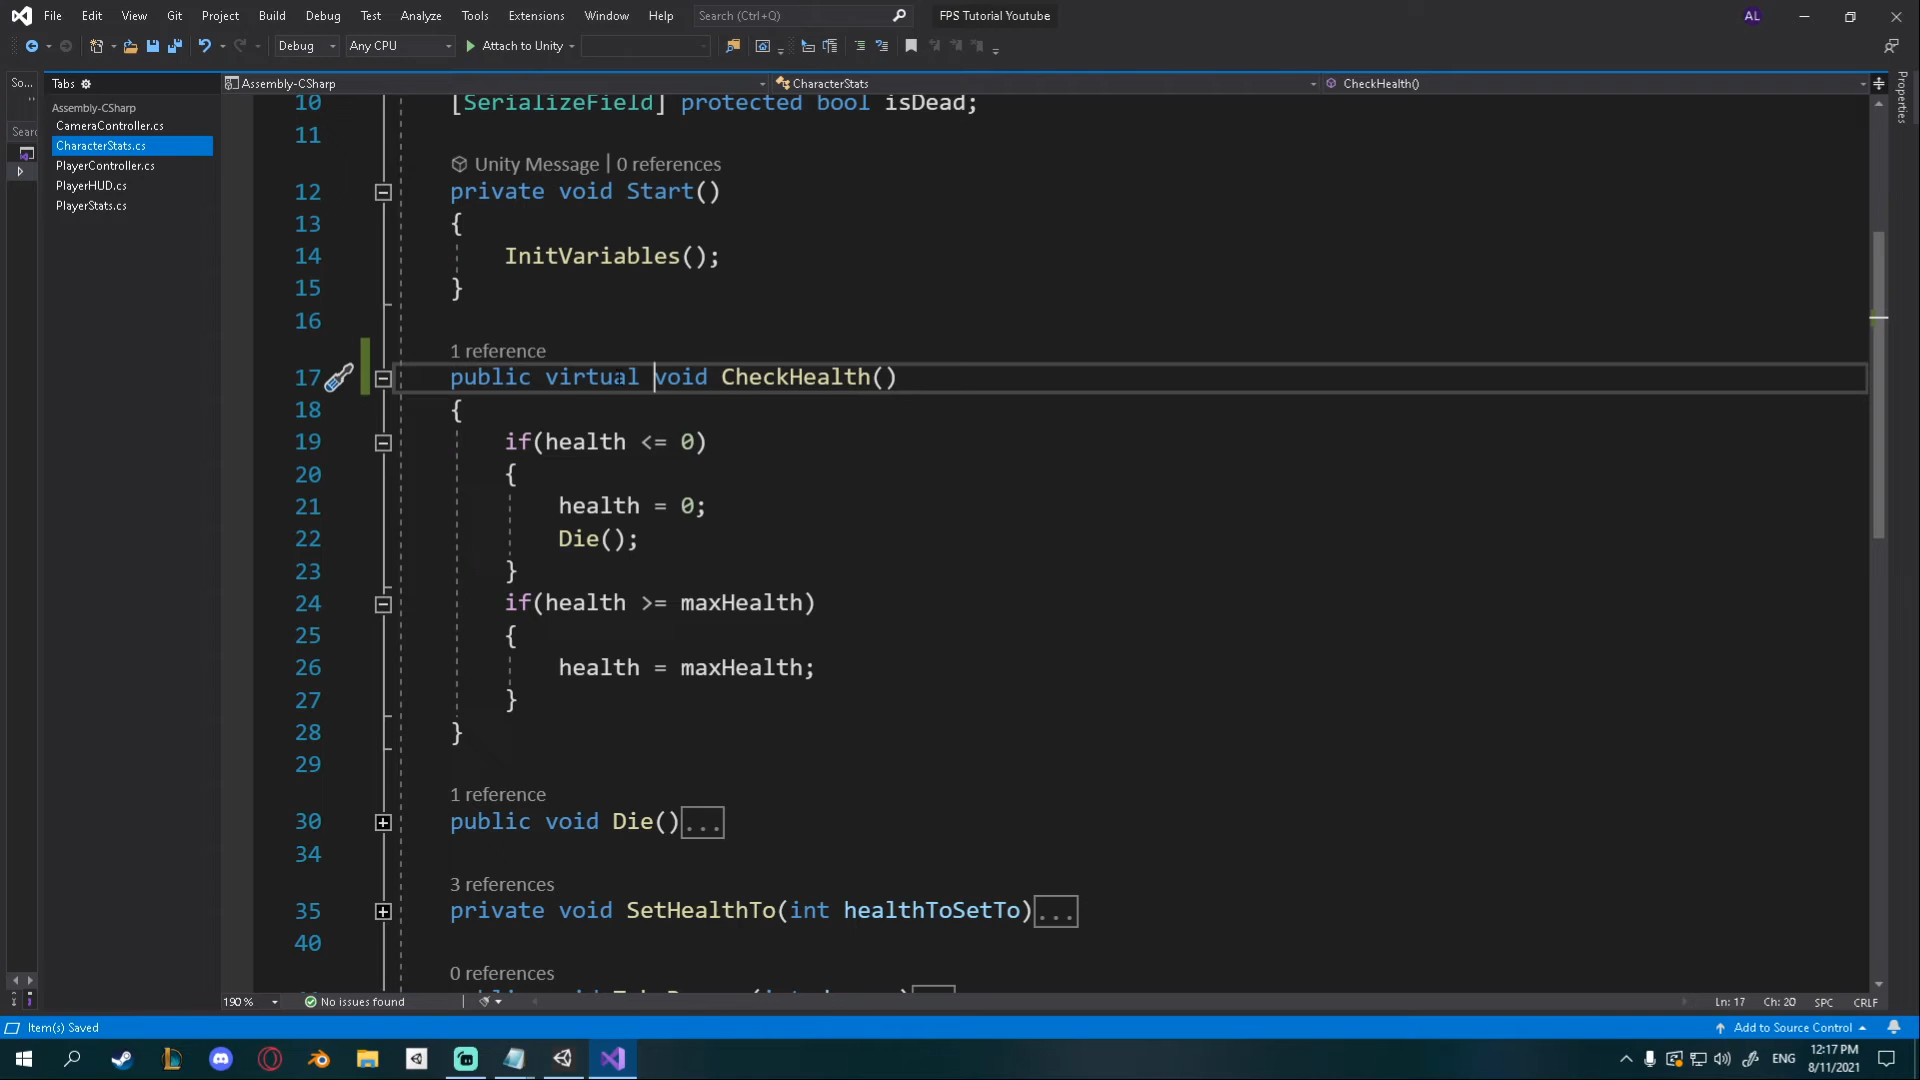 File Edit View Git Project Build Debug Test Analyze Tools Extensions Window Help Search (Ctrl+Q) FPS Tutorial Youtube AL
Debug Any CPU Attach to Unity
So... Tabs Assembly-CSharp CharacterStats CheckHealth() Properties
Assembly-CSharp
CameraController.cs
Searc
CharacterStats.cs
PlayerController.cs
PlayerHUD.cs
PlayerStats.cs
10 [SerializeField] protected bool isDead;
11
Unity Message | 0 references
12 private void Start()
13 {
14 InitVariables();
15 }
16
1 reference
17 public virtual void CheckHealth()
18 {
19 if(health <= 0)
20 {
21 health = 0;
22 Die();
23 }
24 if(health >= maxHealth)
25 {
26 health = maxHealth;
27 }
28 }
29
1 reference
30 public void Die()...
34
3 references
35 private void SetHealthTo(int healthToSetTo)...
40
0 references
190 % No issues found Ln: 17 Ch: 20 SPC CRLF
Item(s) Saved Add to Source Control
ENG 12:17 PM
8/11/2021